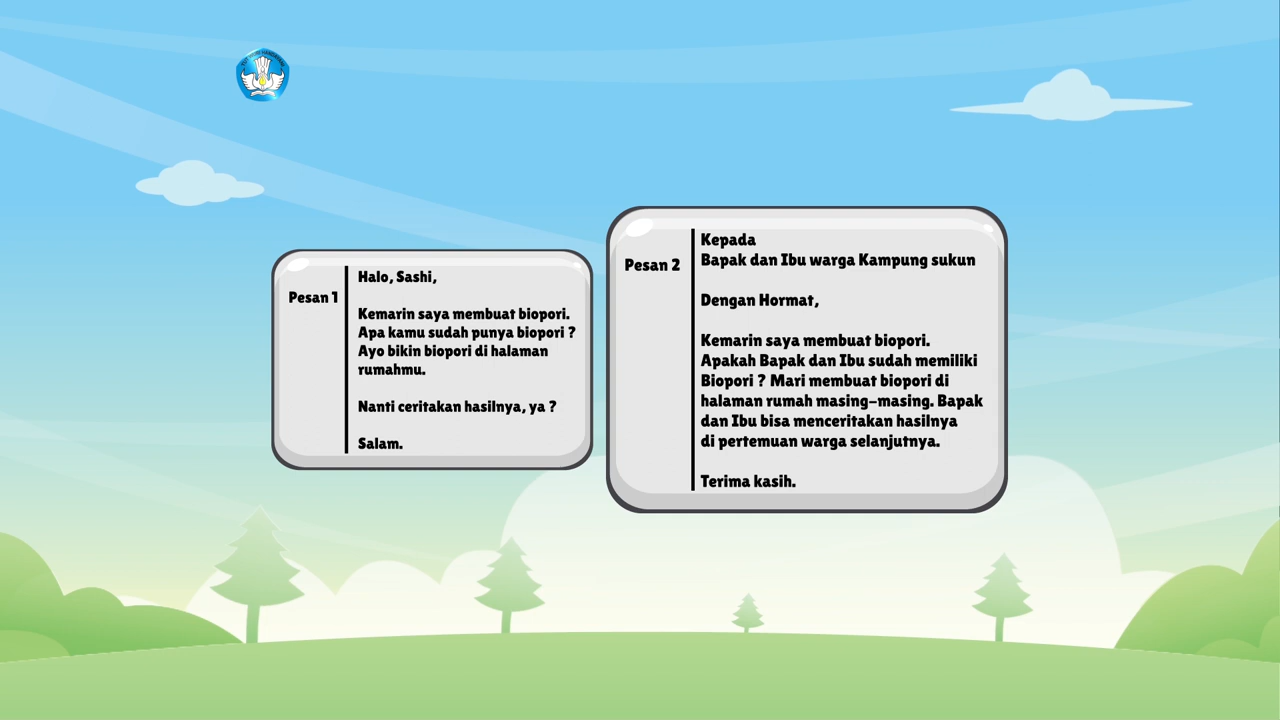 Pesan 1
Halo, Sashi,
Kemarin saya membuat biopori.
Apa kamu sudah punya biopori ?
Ayo bikin biopori di halaman
rumahmu.
Nanti ceritakan hasilnya, ya ?
Salam.
Pesan 2
Kepada
Bapak dan Ibu warga Kampung sukun
Dengan Hormat,
Kemarin saya membuat biopori.
Apakah Bapak dan Ibu sudah memiliki
Biopori ? Mari membuat biopori di
halaman rumah masing-masing. Bapak
dan Ibu bisa menceritakan hasilnya
di pertemuan warga selanjutnya.
Terima kasih.